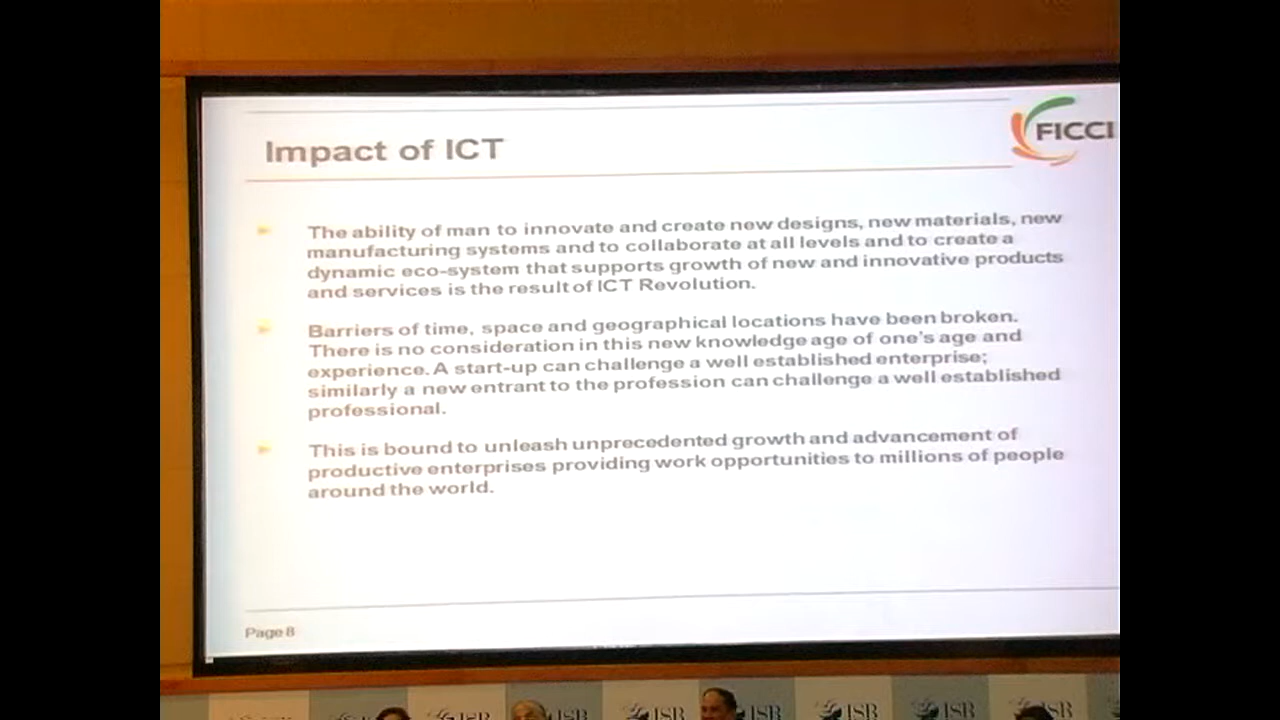 Impact of ICT
FICCI
The ability of man to innovate and create new designs, new materials, new
manufacturing systems and to collaborate at all levels and to create a
dynamic eco-system that supports growth of new and innovative products
and services is the result of ICT Revolution.
Barriers of time, space and geographical locations have been broken.
There is no consideration in this new knowledge age of one's age and
experience. A start-up can challenge a well established enterprise;
similarly a new entrant to the profession can challenge a well established
professional.
This is bound to unleash unprecedented growth and advancement of
productive enterprises providing work opportunities to millions of people
around the world.
Page 8
ISB ISB ISB ISB ISB ISB ISB